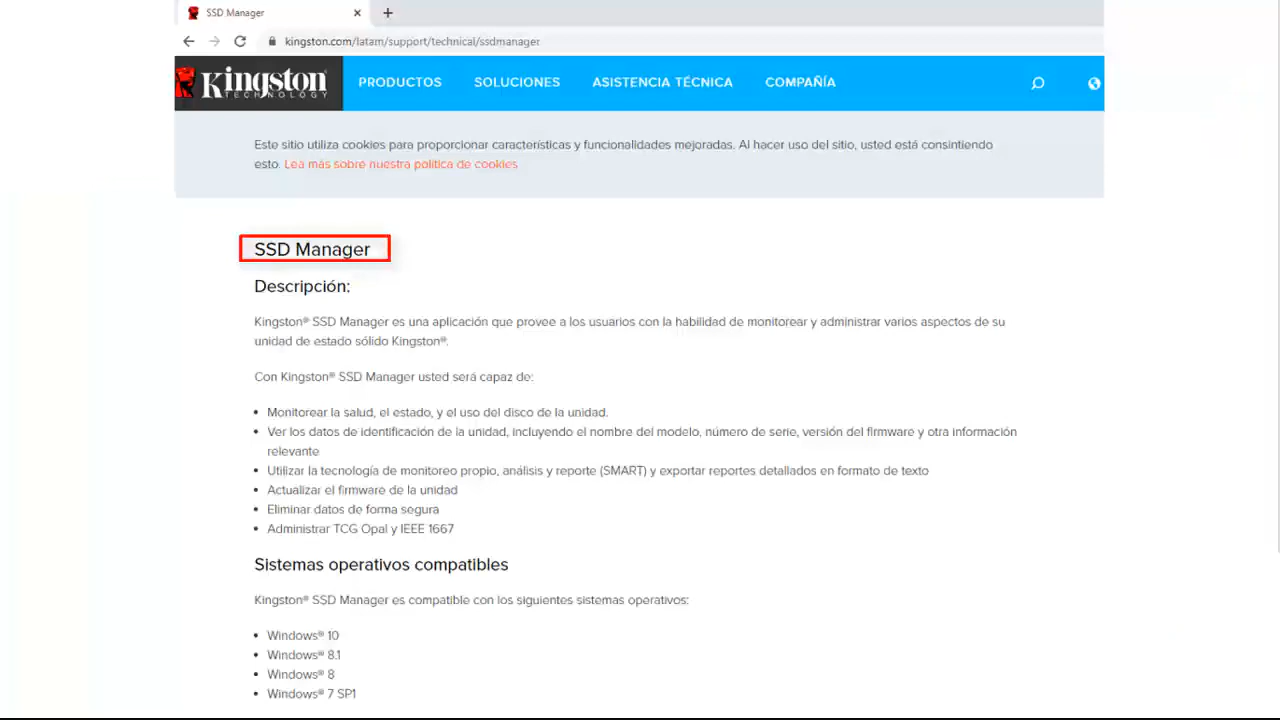 SSD Manager
kingston.com/latam/support/technical/ssdmanager
Kingston
TECHNOLOGY
PRODUCTOS SOLUCIONES ASISTENCIA TÉCNICA COMPAÑÍA
Este sitio utiliza cookies para proporcionar características y funcionalidades mejoradas. Al hacer uso del sitio, usted está consintiendo
esto. Lea más sobre nuestra política de cookies
SSD Manager
Descripción:
Kingston® SSD Manager es una aplicación que provee a los usuarios con la habilidad de monitorear y administrar varios aspectos de su
unidad de estado sólido Kingston®.
Con Kingston® SSD Manager usted será capaz de:
• Monitorear la salud, el estado, y el uso del disco de la unidad.
• Ver los datos de identificación de la unidad, incluyendo el nombre del modelo, número de serie, versión del firmware y otra información
relevante
• Utilizar la tecnología de monitoreo propio, análisis y reporte (SMART) y exportar reportes detallados en formato de texto
• Actualizar el firmware de la unidad
• Eliminar datos de forma segura
• Administrar TCG Opal y IEEE 1667
Sistemas operativos compatibles
Kingston® SSD Manager es compatible con los siguientes sistemas operativos:
• Windows® 10
• Windows® 8.1
• Windows® 8
• Windows® 7 SP1